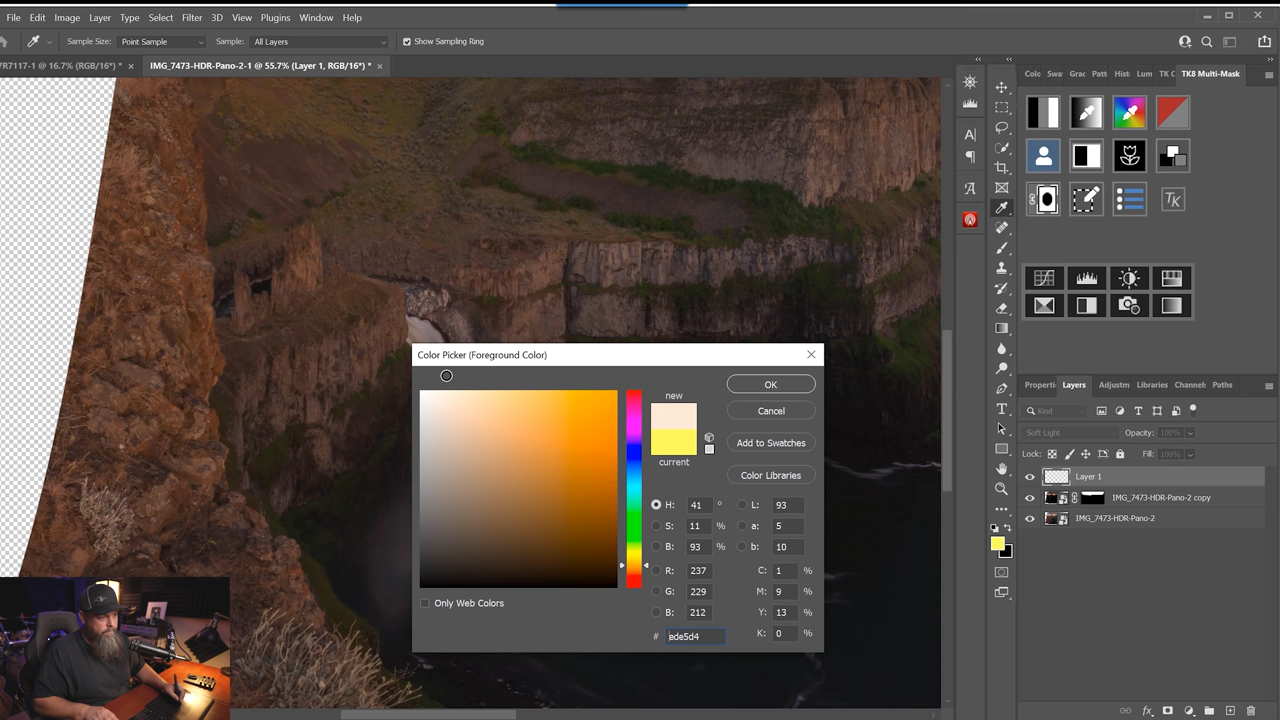 File Edit Image Layer Type Select Filter 3D View Plugins Window Help
Sample Size: Point Sample Sample: All Layers Show Sampling Ring
R7117-1 @ 16.7% (RGB/16*) * × IMG_7473-HDR-Pano-2-1 @ 55.7% (Layer 1, RGB/16*) * ×
Colc Swa Grac Patt Hist Lum TK C TK8 Multi-Mask
TK
Color Picker (Foreground Color)
new
current
OK
Cancel
Add to Swatches
Color Libraries
H: 41 ° L: 93
S: 11 % a: 5
B: 93 % b: 10
R: 237 C: 1 %
G: 229 M: 9 %
B: 212 Y: 13 %
# ede5d4 K: 0 %
Only Web Colors
Properti Layers Adjustm Libraries Channel: Paths
Kind
Soft Light Opacity: 100%
Lock: Fill: 100%
Layer 1
IMG_7473-HDR-Pano-2 copy
IMG_7473-HDR-Pano-2
fx